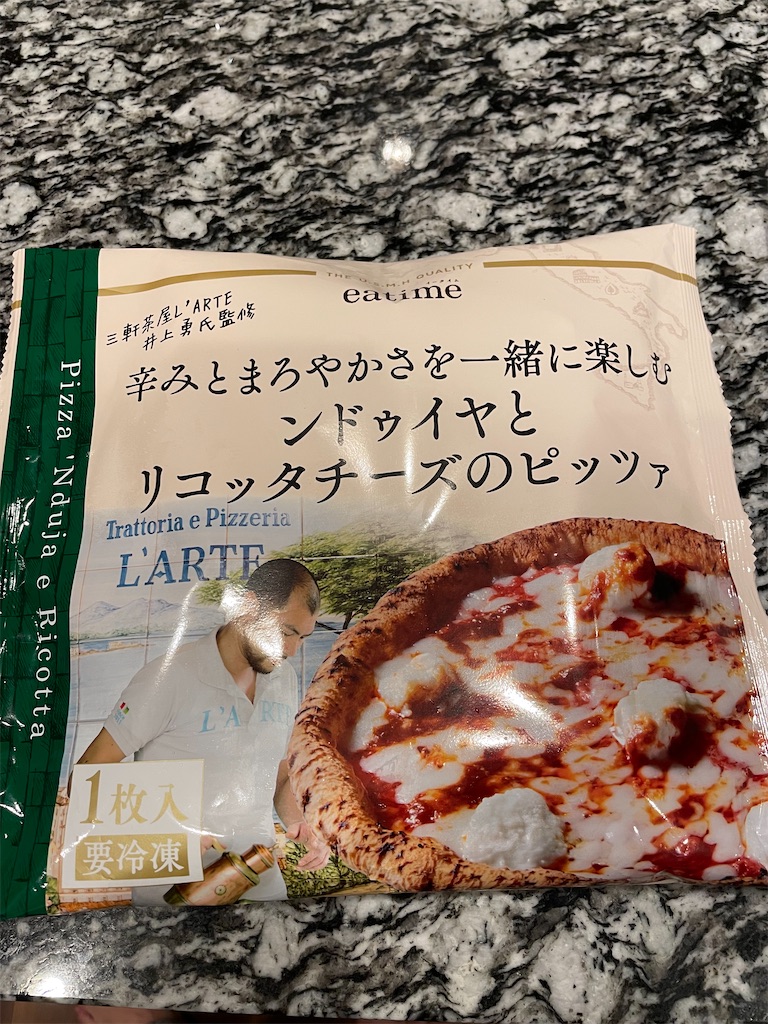 THE U.S.M.H QUALITY
eatime
三軒茶屋L'ARTE
井上勇氏監修
辛みとまろやかさを一緒に楽しむ
ンドゥイヤと
リコッタチーズのピッツァ
Pizza 'Nduja e Ricotta
Trattoria e Pizzeria
L'ARTE
L'ARTE
1枚入
要冷凍